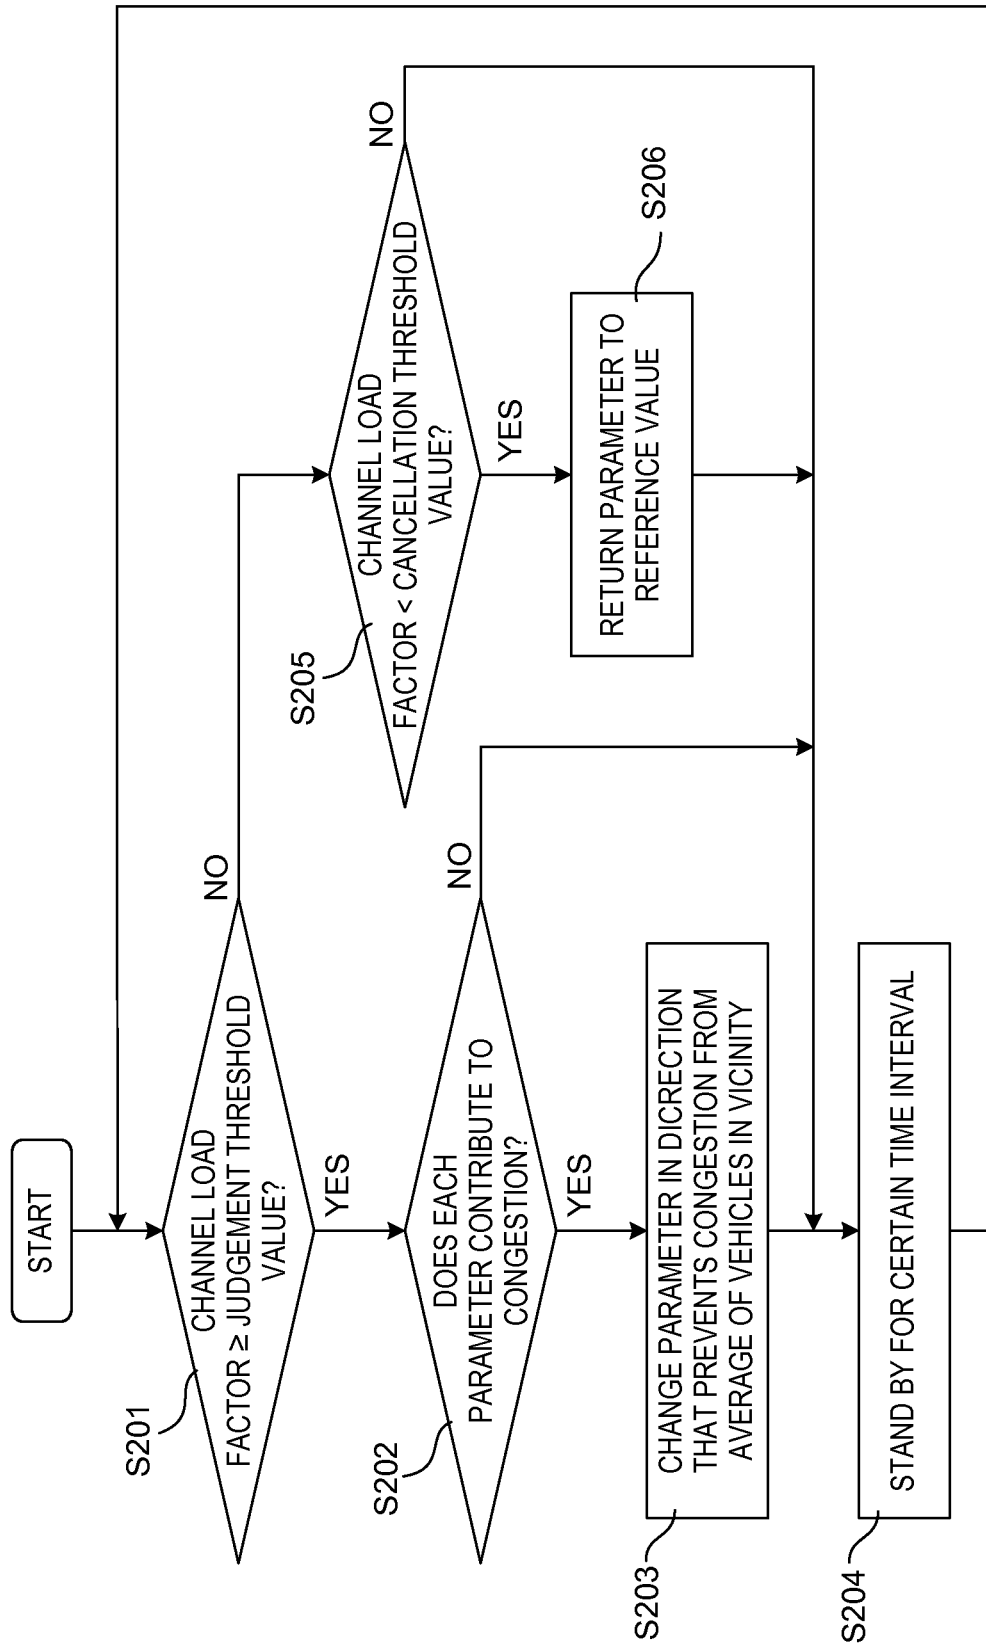 START
CHANNEL LOAD
FACTOR ≥ JUDGEMENT THRESHOLD
VALUE?
S201
NO
YES
DOES EACH
PARAMETER CONTRIBUTE TO
CONGESTION?
S202
NO
YES
CHANGE PARAMETER IN DICRECTION
THAT PREVENTS CONGESTION FROM
AVERAGE OF VEHICLES IN VICINITY
S203
STAND BY FOR CERTAIN TIME INTERVAL
S204
CHANNEL LOAD
FACTOR < CANCELLATION THRESHOLD
VALUE?
S205
NO
YES
RETURN PARAMETER TO
REFERENCE VALUE
S206